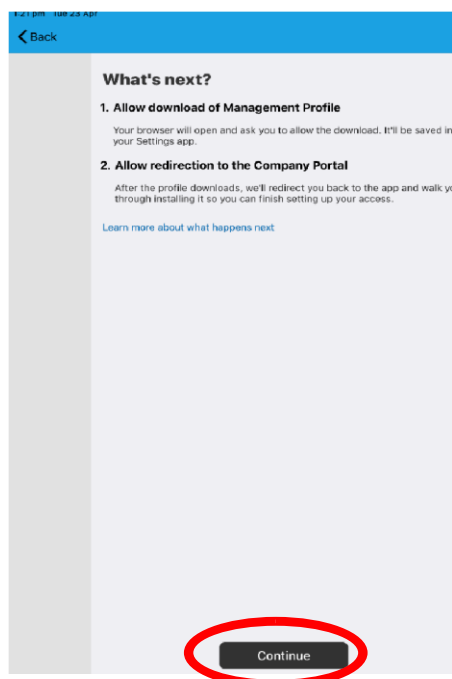 1:21 pm Tue 23 Apr
Back
What's next?
1. Allow download of Management Profile
Your browser will open and ask you to allow the download. It'll be saved in
your Settings app.
2. Allow redirection to the Company Portal
After the profile downloads, we'll redirect you back to the app and walk
through installing it so you can finish setting up your access.
Learn more about what happens next
Continue